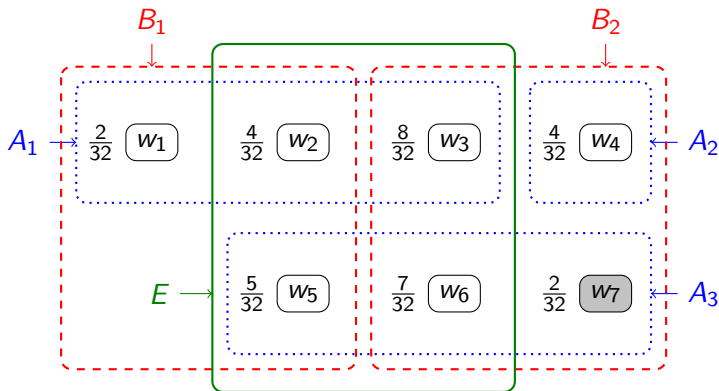 B₁ B₂
A₁ 2/32 w₁ 4/32 w₂ 8/32 w₃ 4/32 w₄ A₂
E 5/32 w₅ 7/32 w₆ 2/32 w₇ A₃